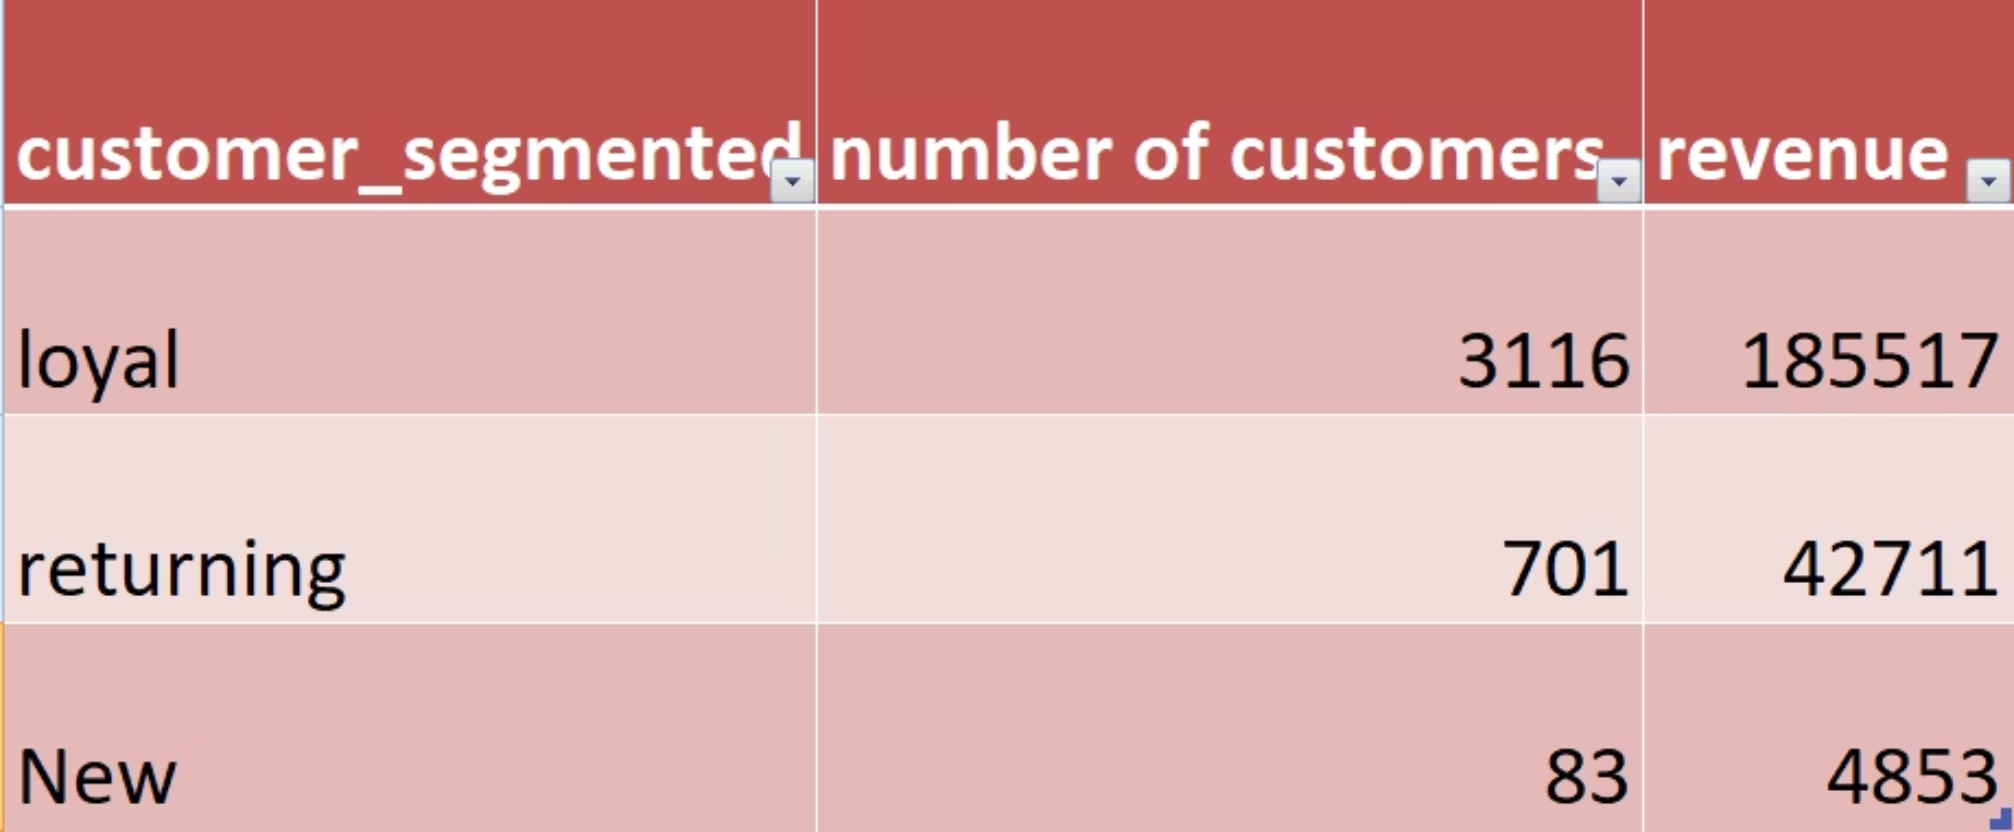 customer_segmented number of customers revenue
loyal 3116 185517
returning 701 42711
New 83 4853